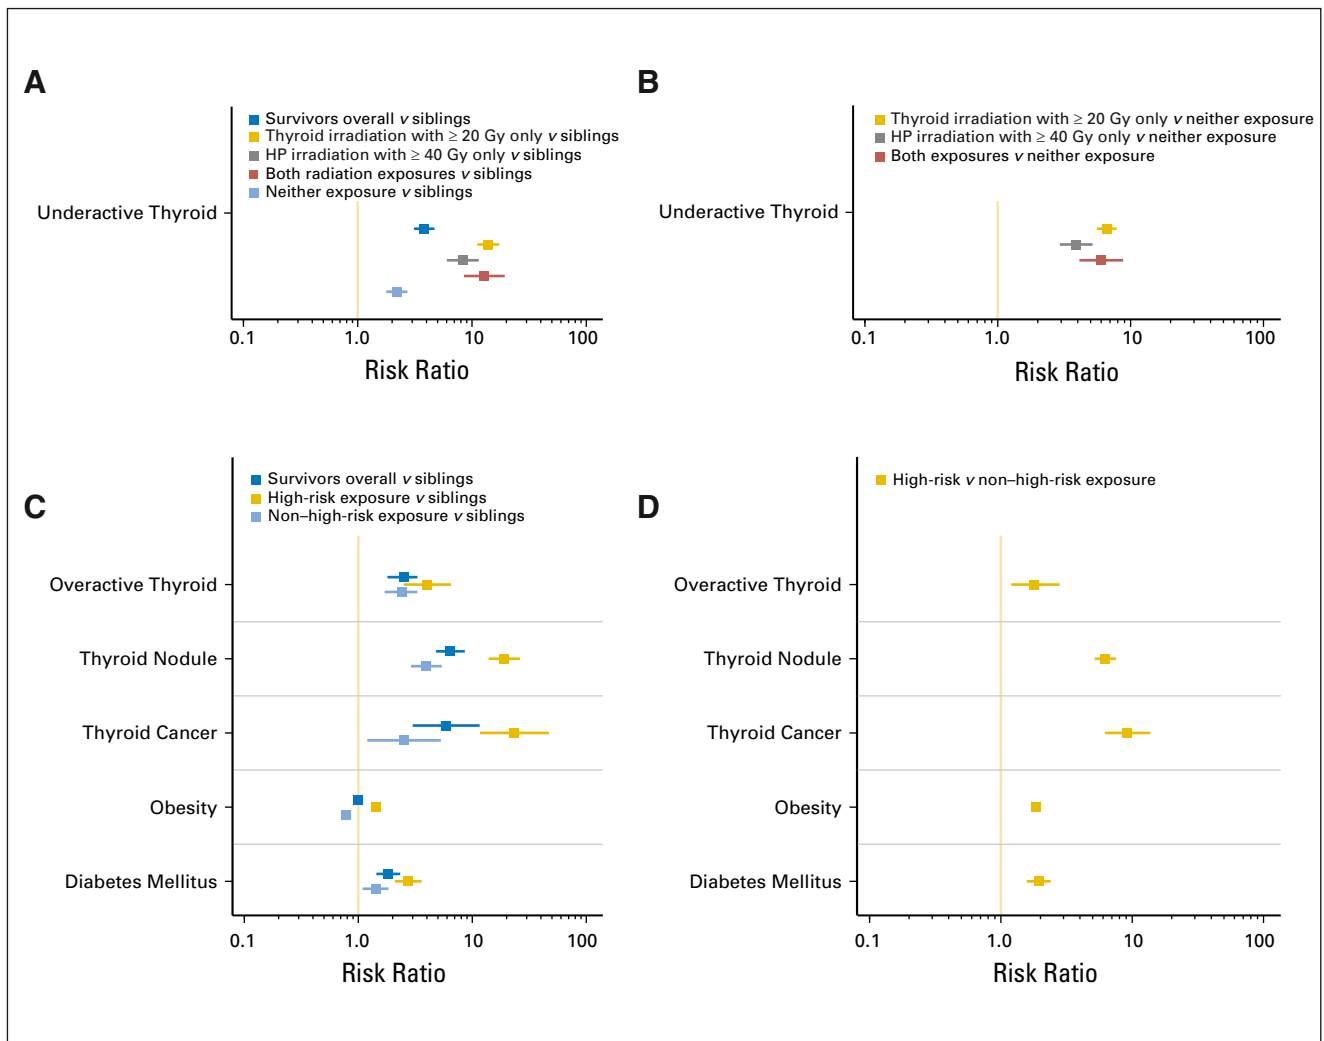 A
Survivors overall v siblings
Thyroid irradiation with ≥ 20 Gy only v siblings
HP irradiation with ≥ 40 Gy only v siblings
Both radiation exposures v siblings
Neither exposure v siblings
Underactive Thyroid
0.1 1.0 10 100
Risk Ratio
B
Thyroid irradiation with ≥ 20 Gy only v neither exposure
HP irradiation with ≥ 40 Gy only v neither exposure
Both exposures v neither exposure
Underactive Thyroid
0.1 1.0 10 100
Risk Ratio
C
Survivors overall v siblings
High-risk exposure v siblings
Non–high-risk exposure v siblings
Overactive Thyroid
Thyroid Nodule
Thyroid Cancer
Obesity
Diabetes Mellitus
0.1 1.0 10 100
Risk Ratio
D
High-risk v non–high-risk exposure
Overactive Thyroid
Thyroid Nodule
Thyroid Cancer
Obesity
Diabetes Mellitus
0.1 1.0 10 100
Risk Ratio